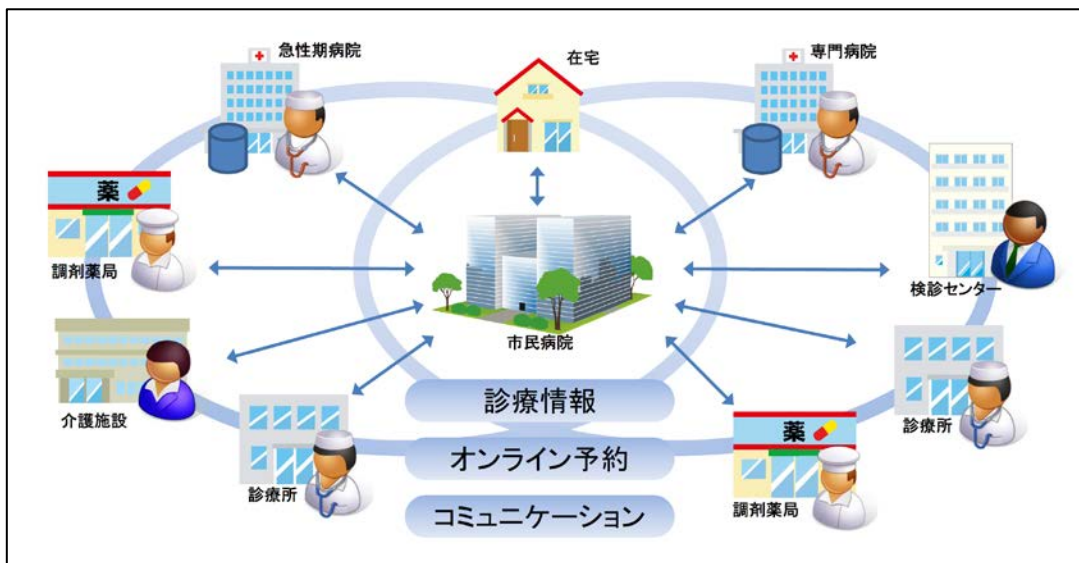 急性期病院
在宅
専門病院
薬
調剤薬局
検診センター
市民病院
介護施設
診療情報
診療所
薬
オンライン予約
診療所
調剤薬局
コミュニケーション